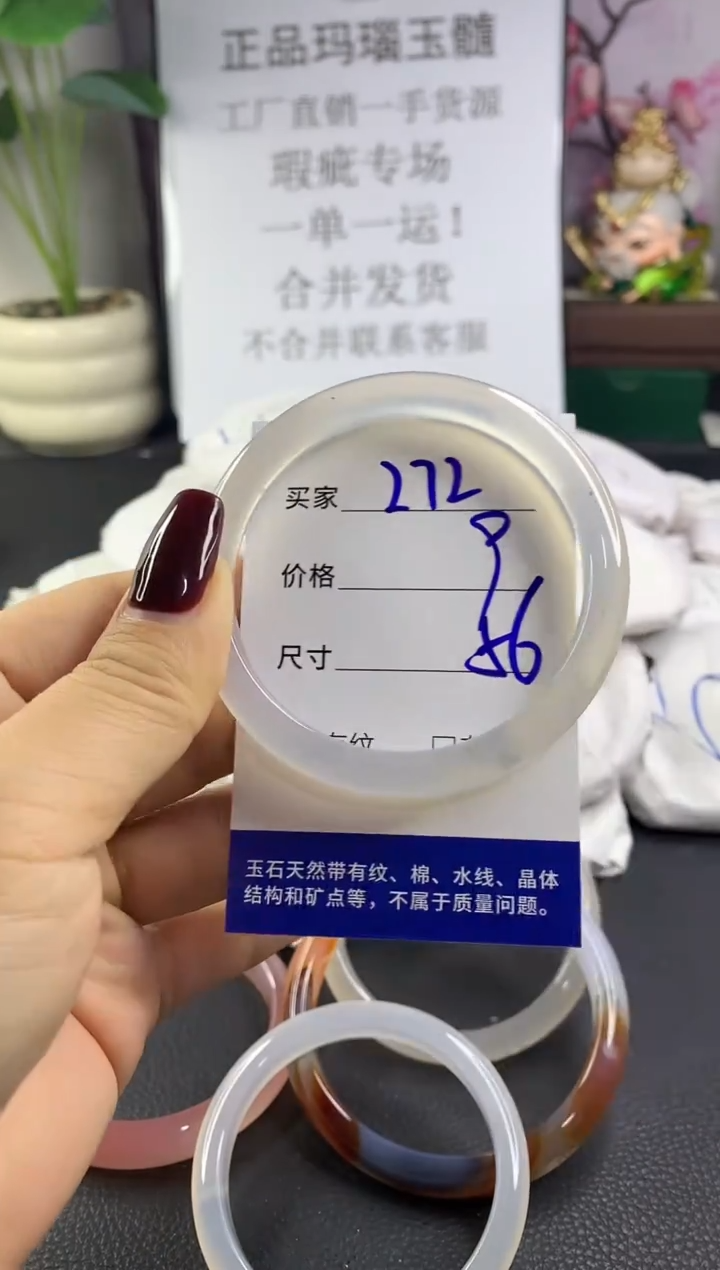 正品玛瑙玉髓
工厂直销一手货源
瑕疵专场
一单一运!
合并发货
不合并联系客服
买家 272
价格
尺寸 56
有纹
玉石天然带有纹、棉、水线、晶体
结构和矿点等，不属于质量问题。